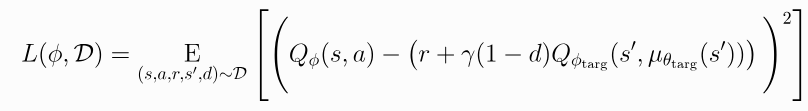 L(ϕ, 𝒟) = E_{(s,a,r,s′,d)∼𝒟} [ ( Q_ϕ(s, a) − (r + γ(1 − d)Q_{ϕ_targ}(s′, μ_{θ_targ}(s′))) )² ]